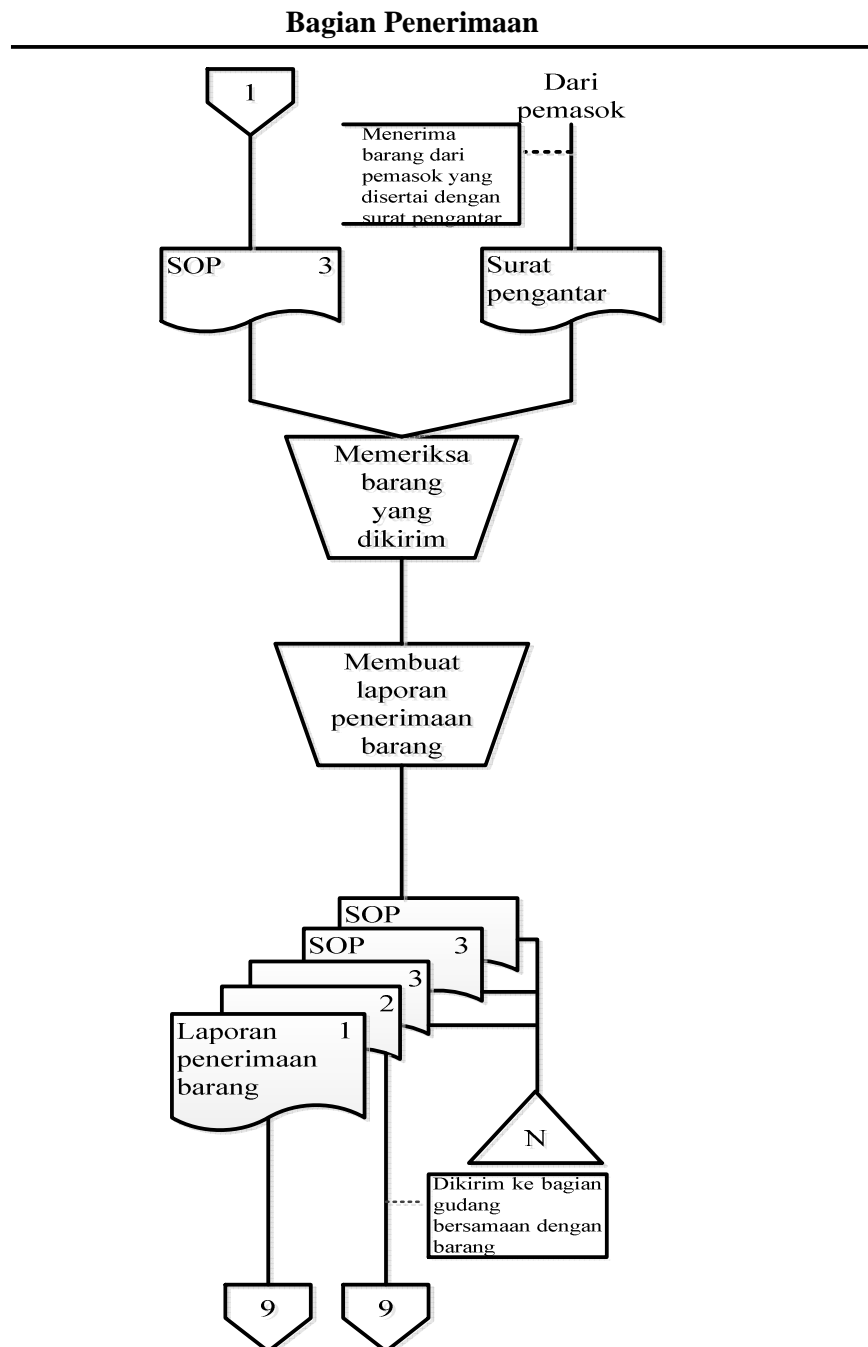 Bagian Penerimaan
1
Dari
pemasok
Menerima
barang dari
pemasok yang
disertai dengan
surat pengantar
SOP 3
Surat
pengantar
Memeriksa
barang
yang
dikirim
Membuat
laporan
penerimaan
barang
SOP
SOP 3
3
2
Laporan 1
penerimaan
barang
N
Dikirim ke bagian
gudang
bersamaan dengan
barang
9
9